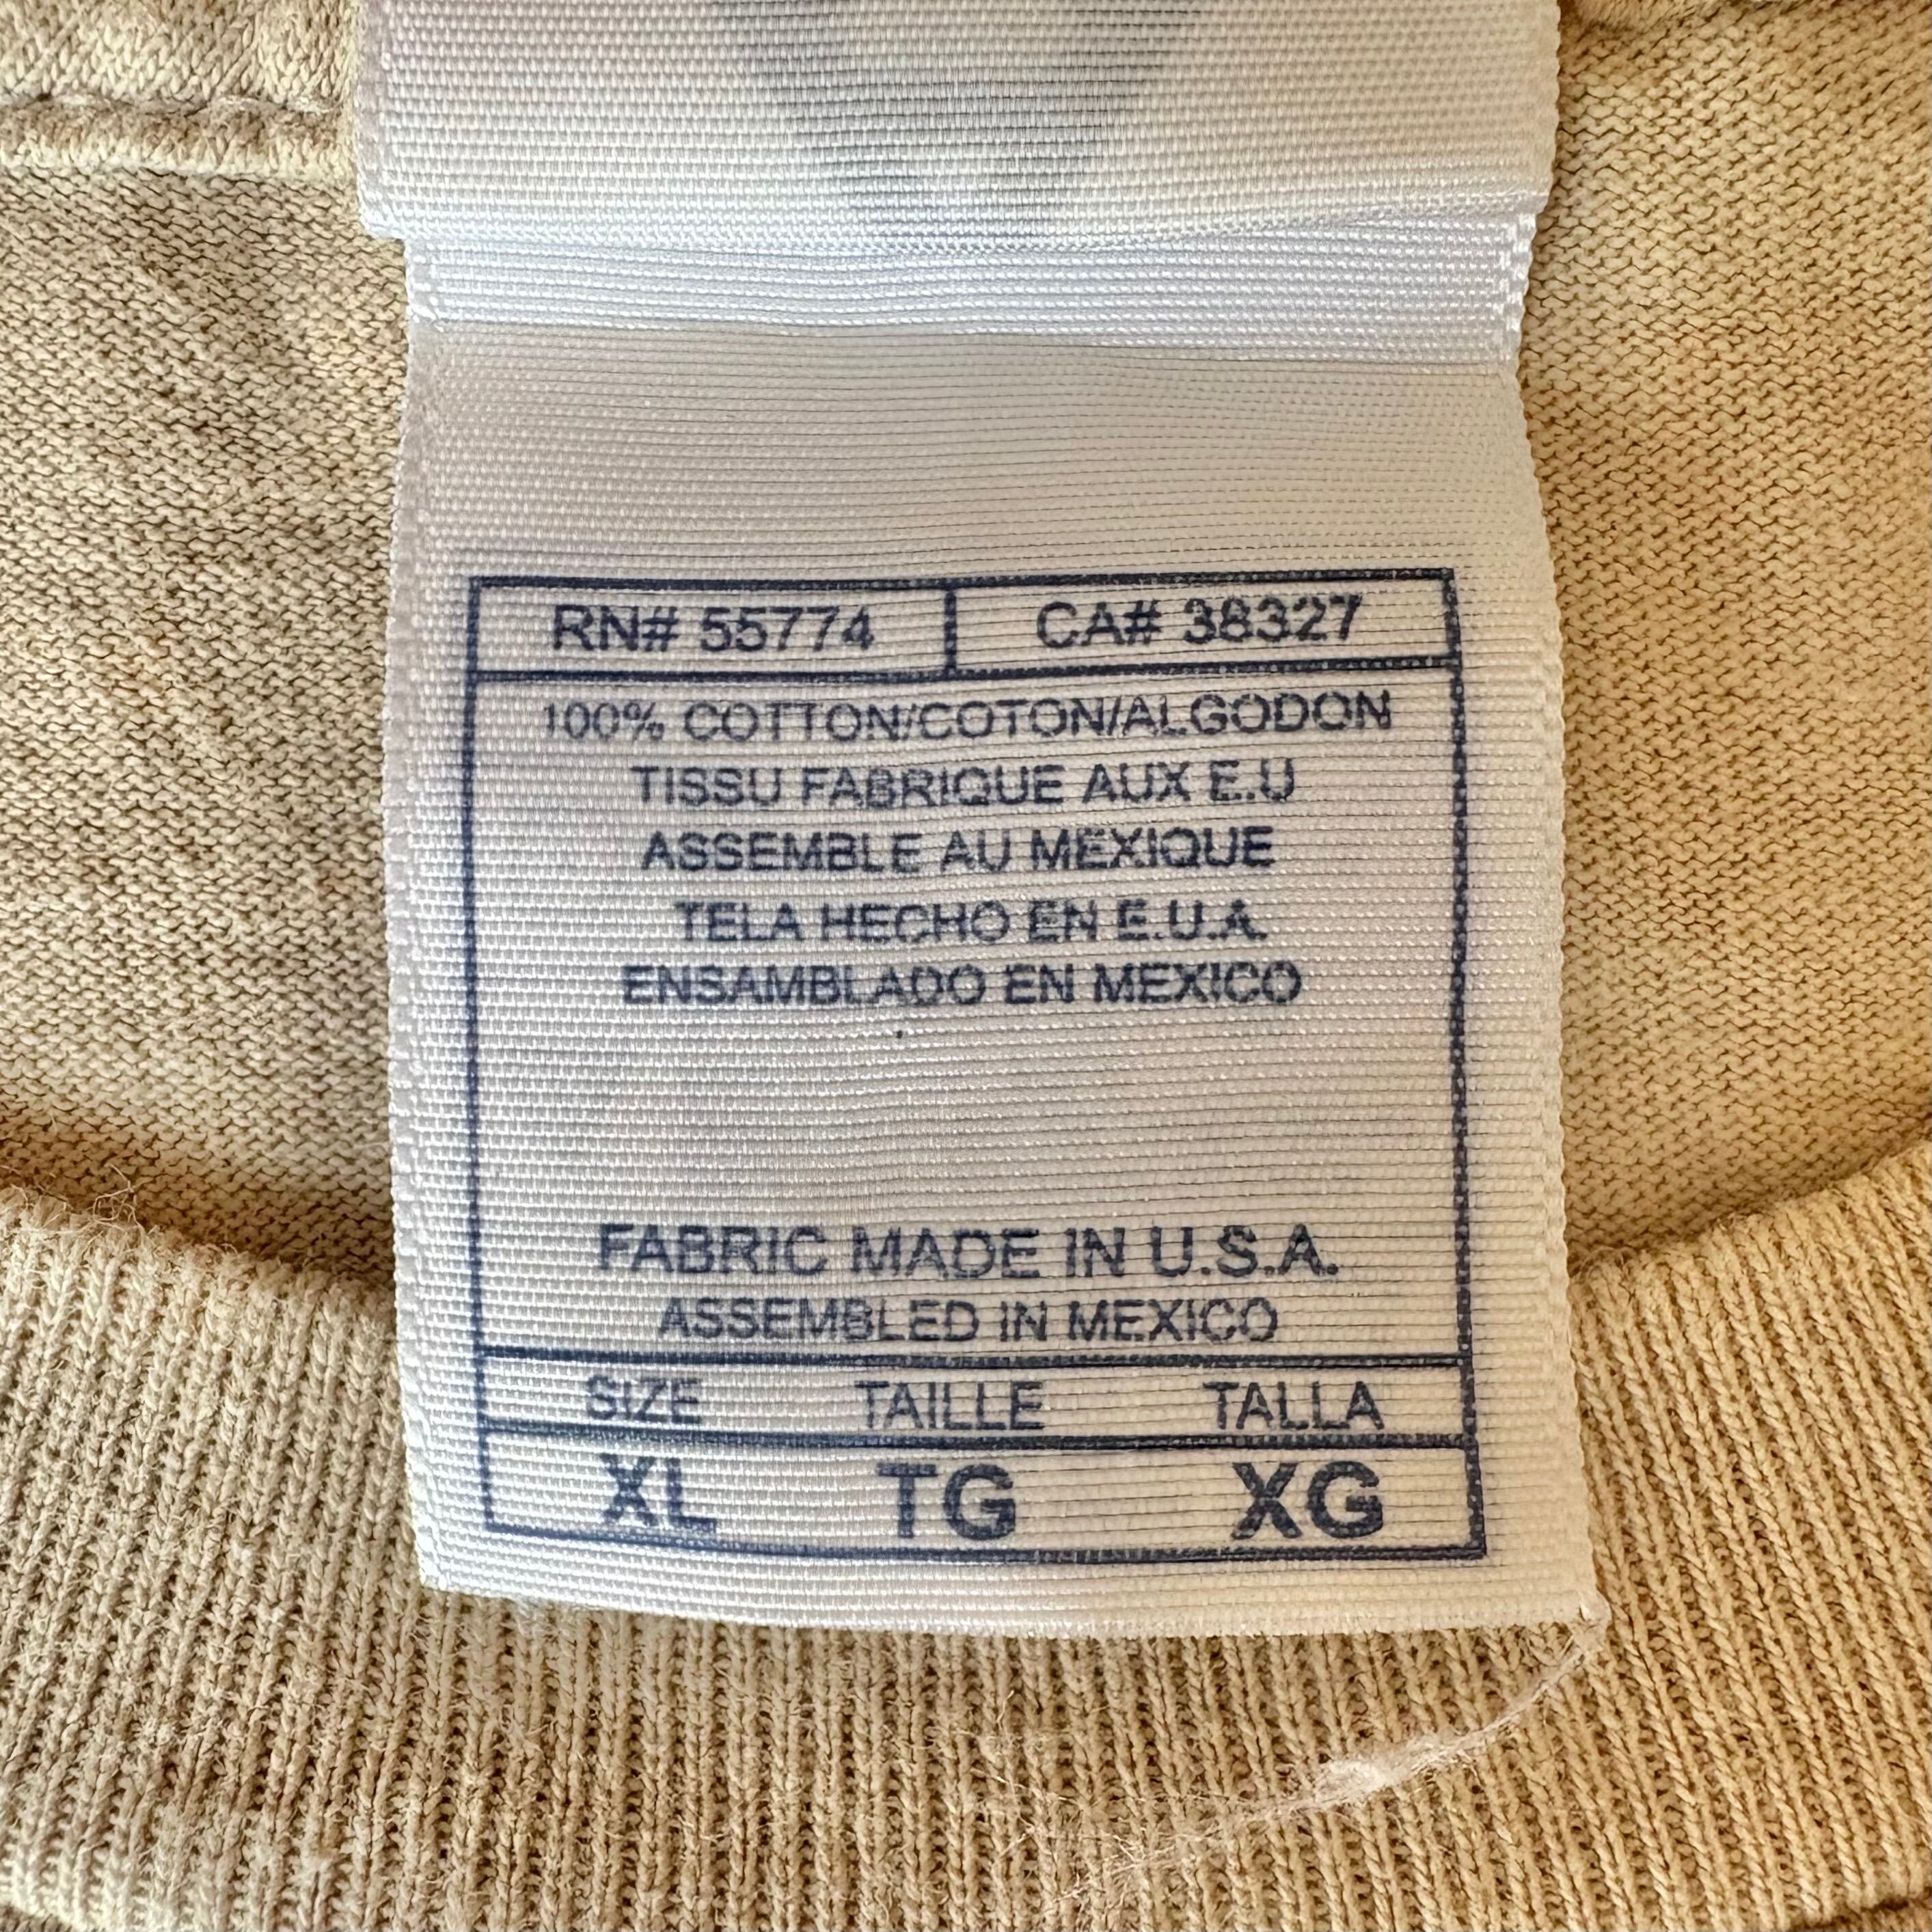 RN# 55774 CA# 38327
100% COTTON/COTON/ALGODON
TISSU FABRIQUE AUX E.U
ASSEMBLE AU MEXIQUE
TELA HECHO EN E.U.A.
ENSAMBLADO EN MEXICO
FABRIC MADE IN U.S.A.
ASSEMBLED IN MEXICO
SIZE TAILLE TALLA
XL TG XG